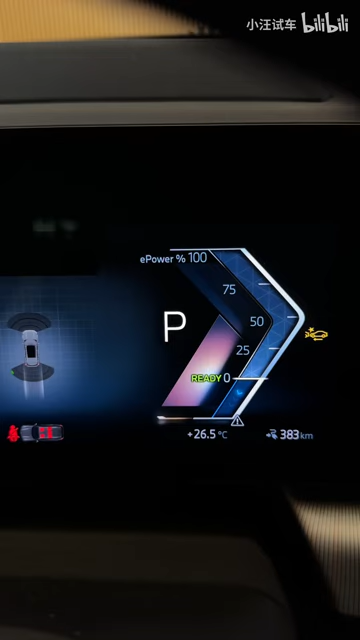 小汪试车 bilibili
ePower % 100
75
P
50
25
READY 0
+26.5 °C
383 km